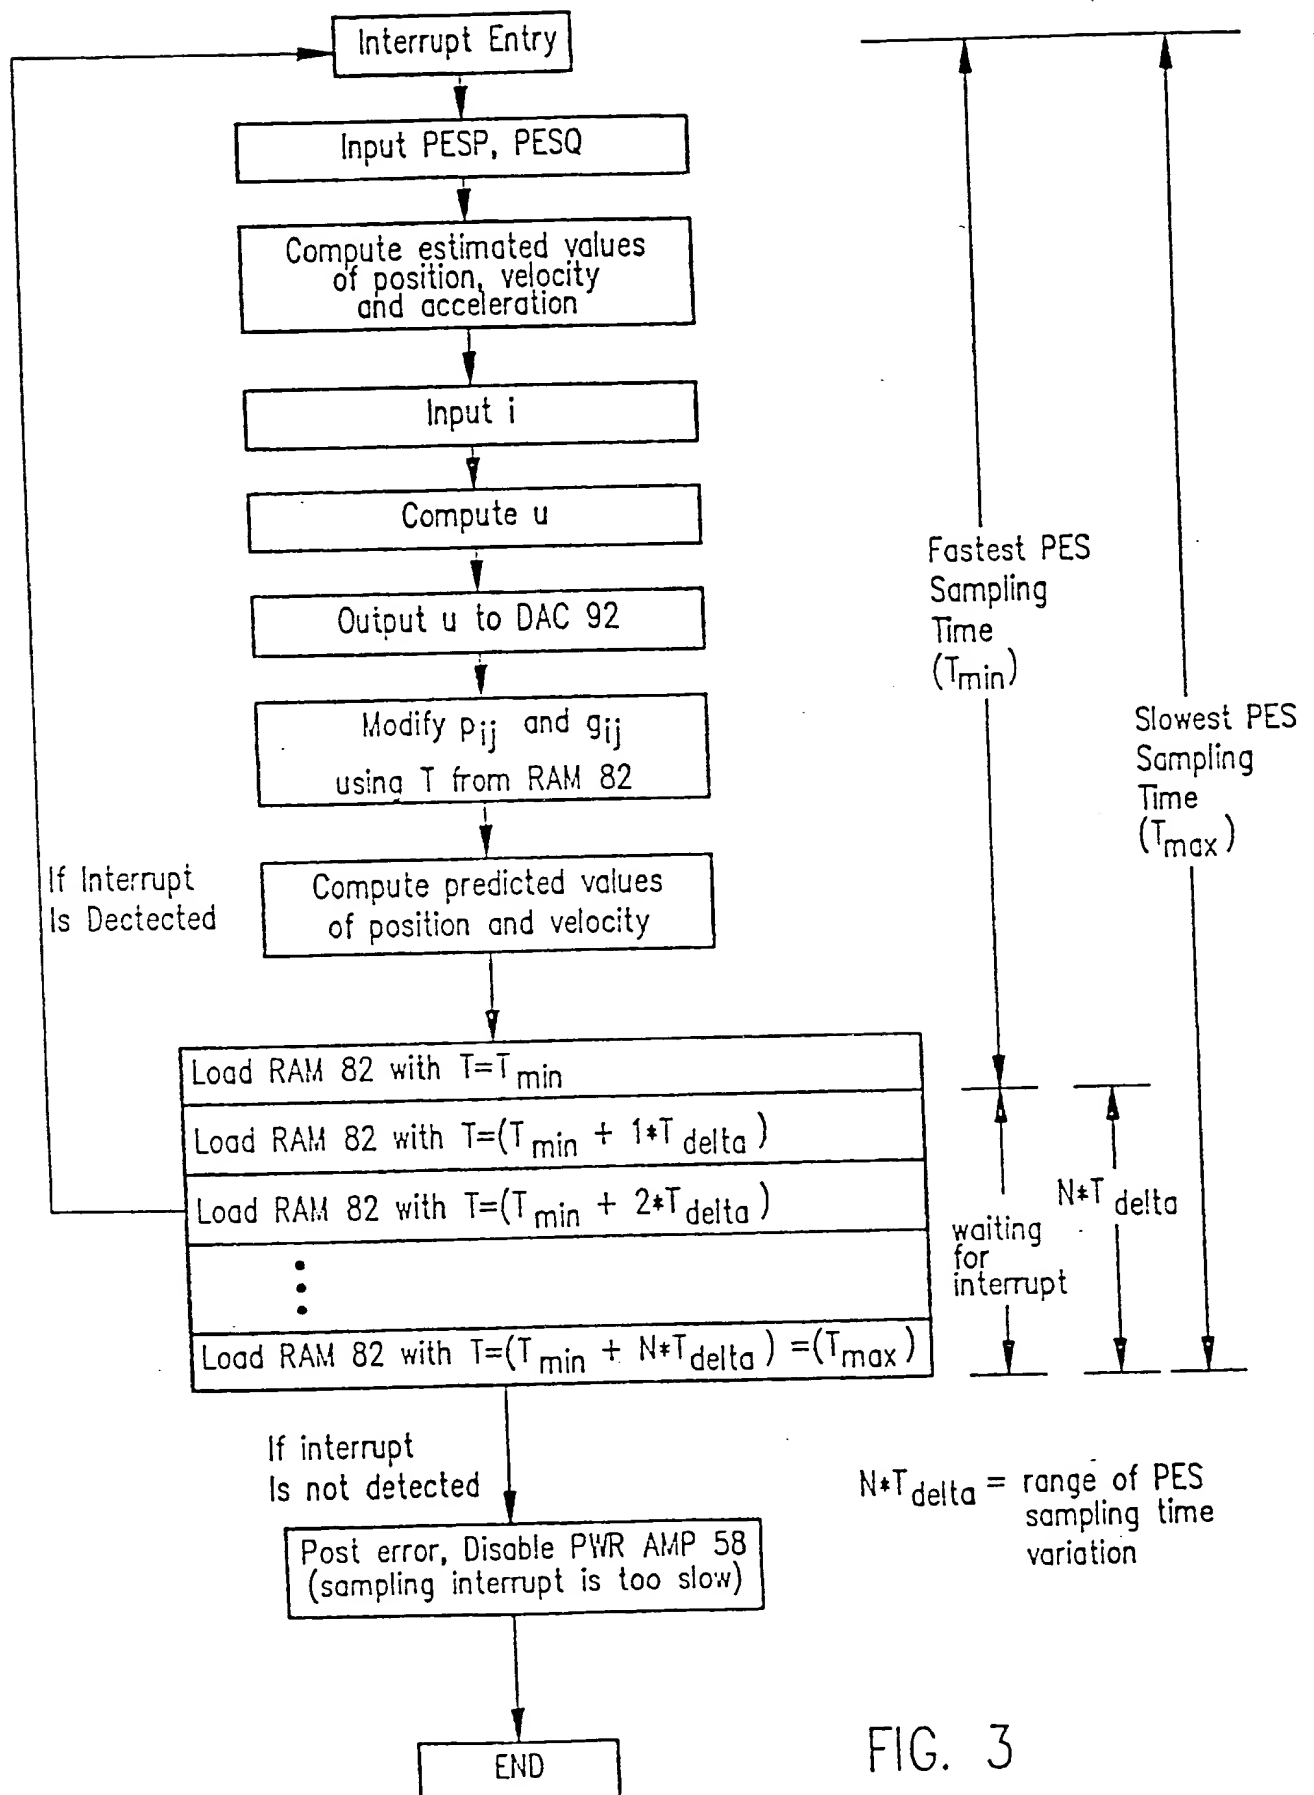 Interrupt Entry
Input PESP, PESQ
Compute estimated values
of position, velocity
and acceleration
Input i
Compute u
Output u to DAC 92
Modify pij and gij
using T from RAM 82
Compute predicted values
of position and velocity
If Interrupt
Is Dectected
Load RAM 82 with T=Tmin
Load RAM 82 with T=(Tmin + 1*Tdelta)
Load RAM 82 with T=(Tmin + 2*Tdelta)
Load RAM 82 with T=(Tmin + N*Tdelta) =(Tmax)
If interrupt
Is not detected
Post error, Disable PWR AMP 58
(sampling interrupt is too slow)
END
Fastest PES
Sampling
Time
(Tmin)
Slowest PES
Sampling
Time
(Tmax)
waiting
for
interrupt
N*Tdelta
N*Tdelta = range of PES
sampling time
variation
FIG. 3